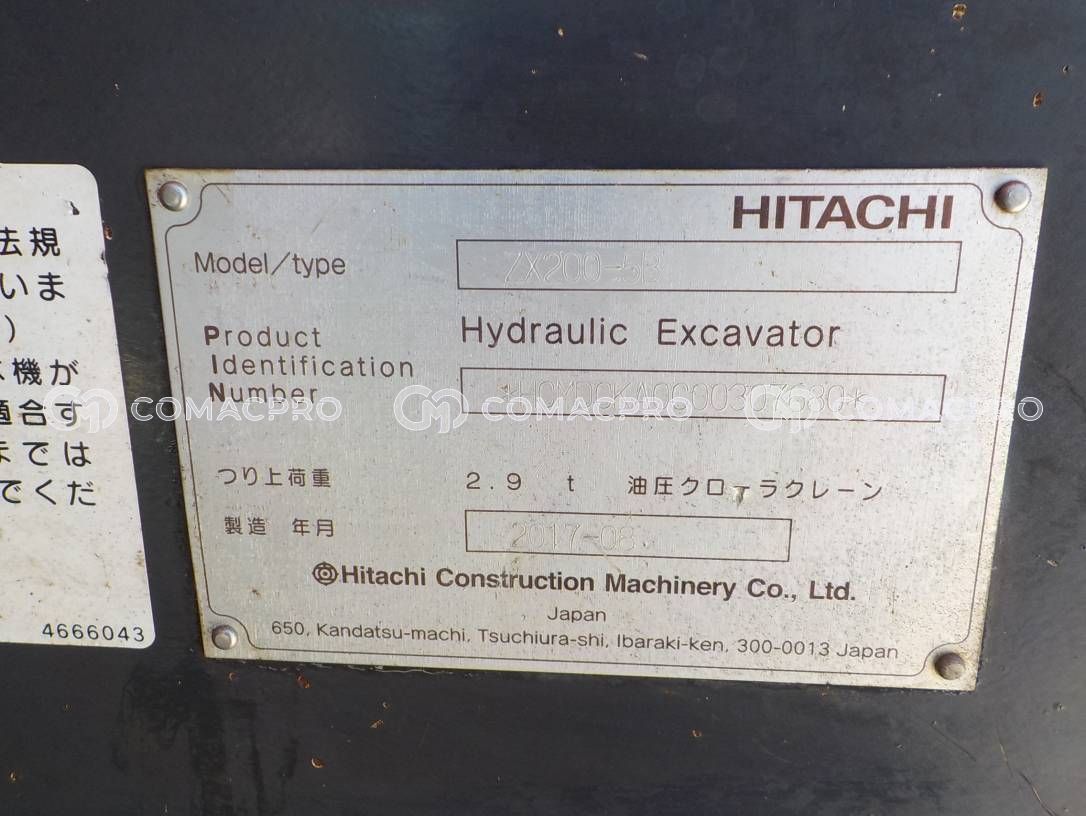 法規
いま
)
機が
適合す
までは
でくだ
4666043
HITACHI
Model/type ZX200-5B
Hydraulic Excavator
Product
Identification
Number
COMACPRO COMACPRO COMACPRO COMACPRO
つり上荷重 2.9 t 油圧クローラクレーン
製造 年月 2017-08
Hitachi Construction Machinery Co., Ltd.
Japan
650, Kandatsu-machi, Tsuchiura-shi, Ibaraki-ken, 300-0013 Japan